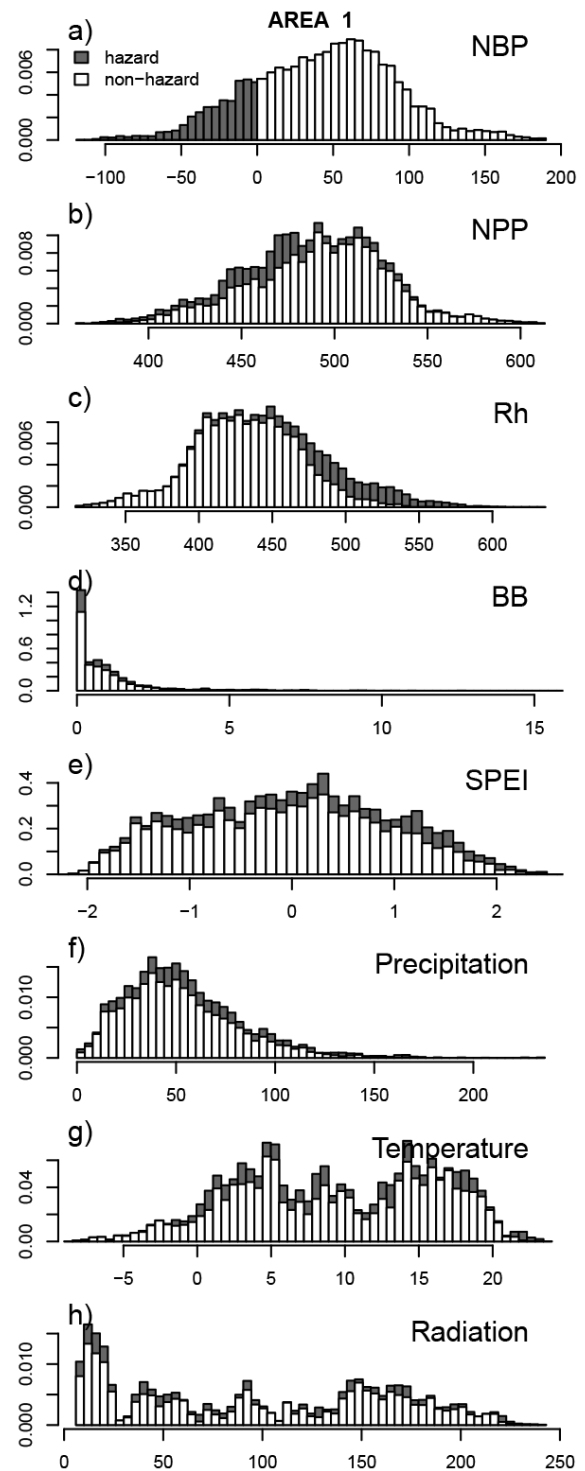 AREA 1
a)
NBP
hazard
non-hazard
0.000 0.006
−100 −50 0 50 100 150 200
b)
NPP
0.000 0.008
400 450 500 550 600
c)
Rh
0.000 0.006
350 400 450 500 550 600
d)
BB
0.0 0.6 1.2
0 5 10 15
e)
SPEI
0.0 0.2 0.4
−2 −1 0 1 2
f)
Precipitation
0.000 0.010
0 50 100 150 200
g)
Temperature
0.00 0.04
-5 0 5 10 15 20
h)
Radiation
0.000 0.010
0 50 100 150 200 250